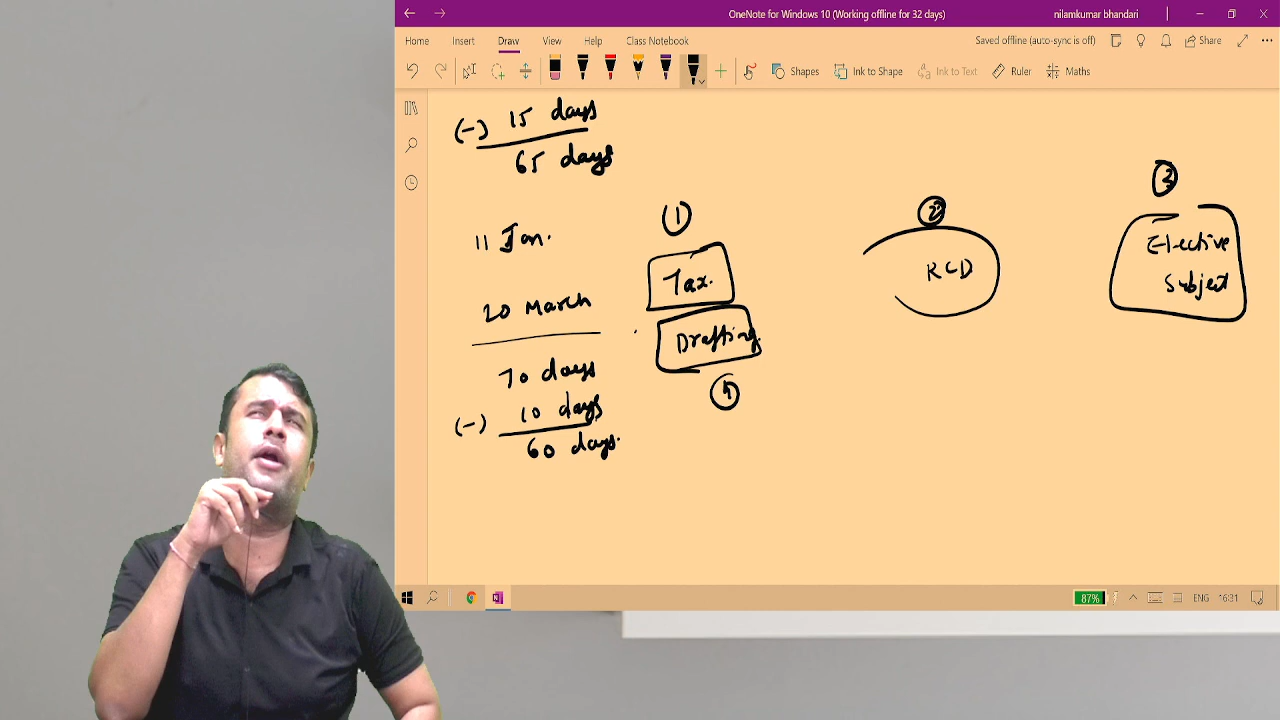 OneNote for Windows 10 (Working offline for 32 days)
nilamkumar bhandari
Home Insert Draw View Help Class Notebook
Saved offline (auto-sync is off)
Share
Shapes
Ink to Shape
Ink to Text
Ruler
Maths
(-) 15 days
65 days
11 Jan.
20 March
70 days
(-) 10 days
60 days.
1
Tax.
Drafting
4
2
RCD
3
Elective
Subject
87%
ENG
16:31